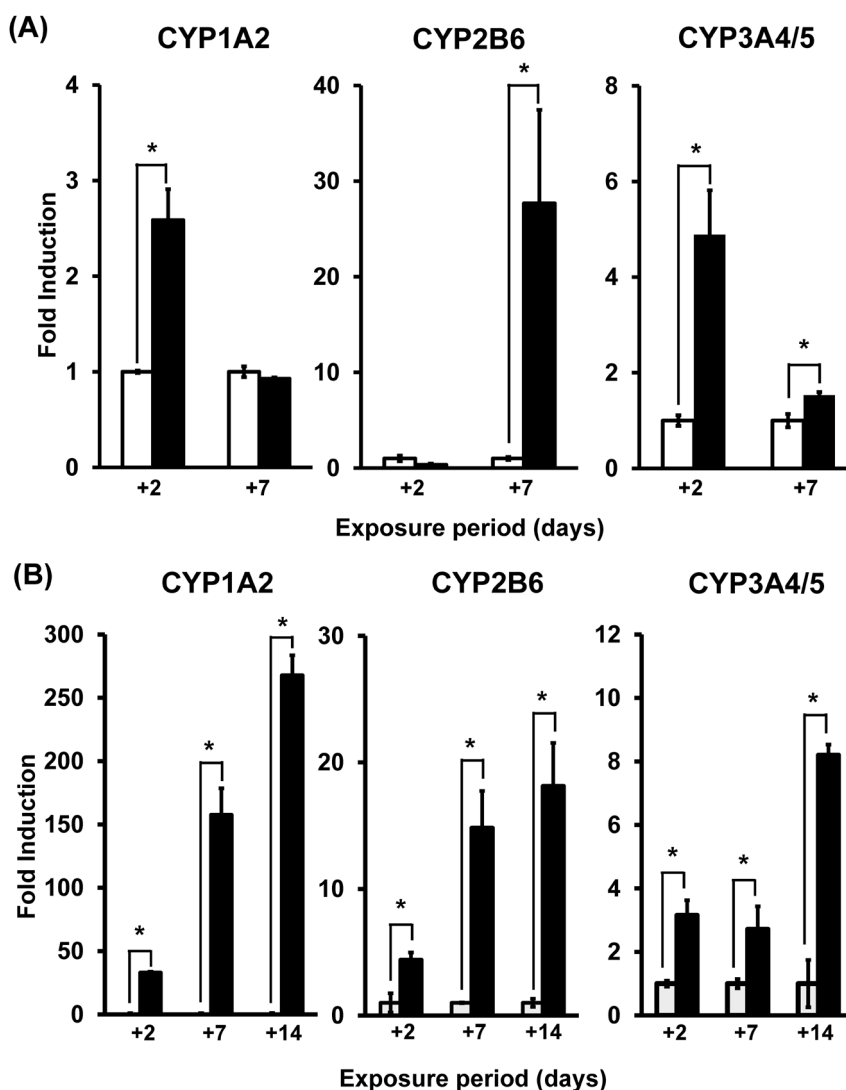 (A)
CYP1A2 CYP2B6 CYP3A4/5
Fold Induction
4
3
2
1
0
*
+2 +7
40
30
20
10
0
*
+2 +7
8
6
4
2
0
* *
+2 +7
Exposure period (days)
(B)
CYP1A2 CYP2B6 CYP3A4/5
Fold Induction
300
250
200
150
100
50
0
* * *
+2 +7 +14
30
20
10
0
* * *
+2 +7 +14
12
10
8
6
4
2
0
* * *
+2 +7 +14
Exposure period (days)